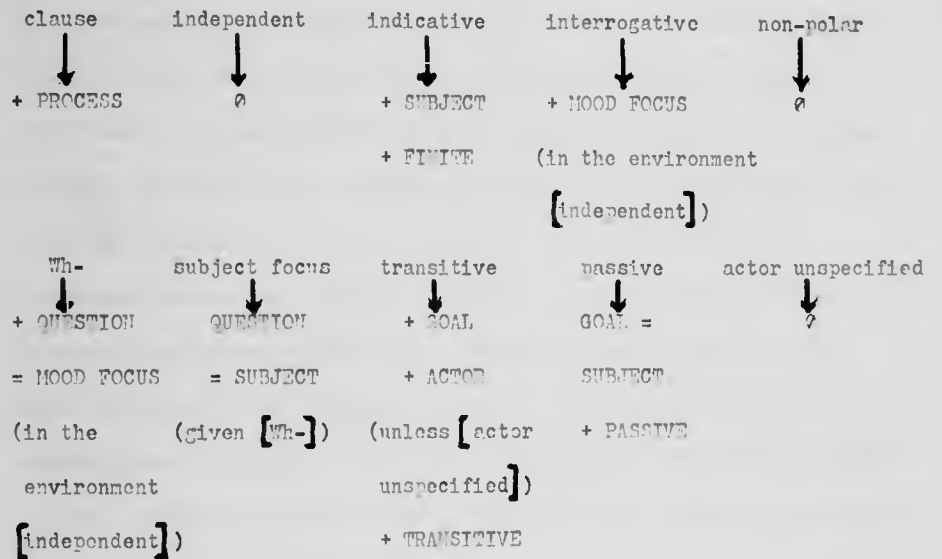 clause independent indicative interrogative non-polar
+ PROCESS ∅ + SUBJECT + MOOD FOCUS ∅
+ FINITE (in the environment
[independent])
Wh- subject focus transitive passive actor unspecified
+ QUESTION QUESTION + GOAL GOAL = ∅
= MOOD FOCUS = SUBJECT + ACTOR SUBJECT
(in the (given [Wh-]) (unless [actor + PASSIVE
environment unspecified])
[independent]) + TRANSITIVE